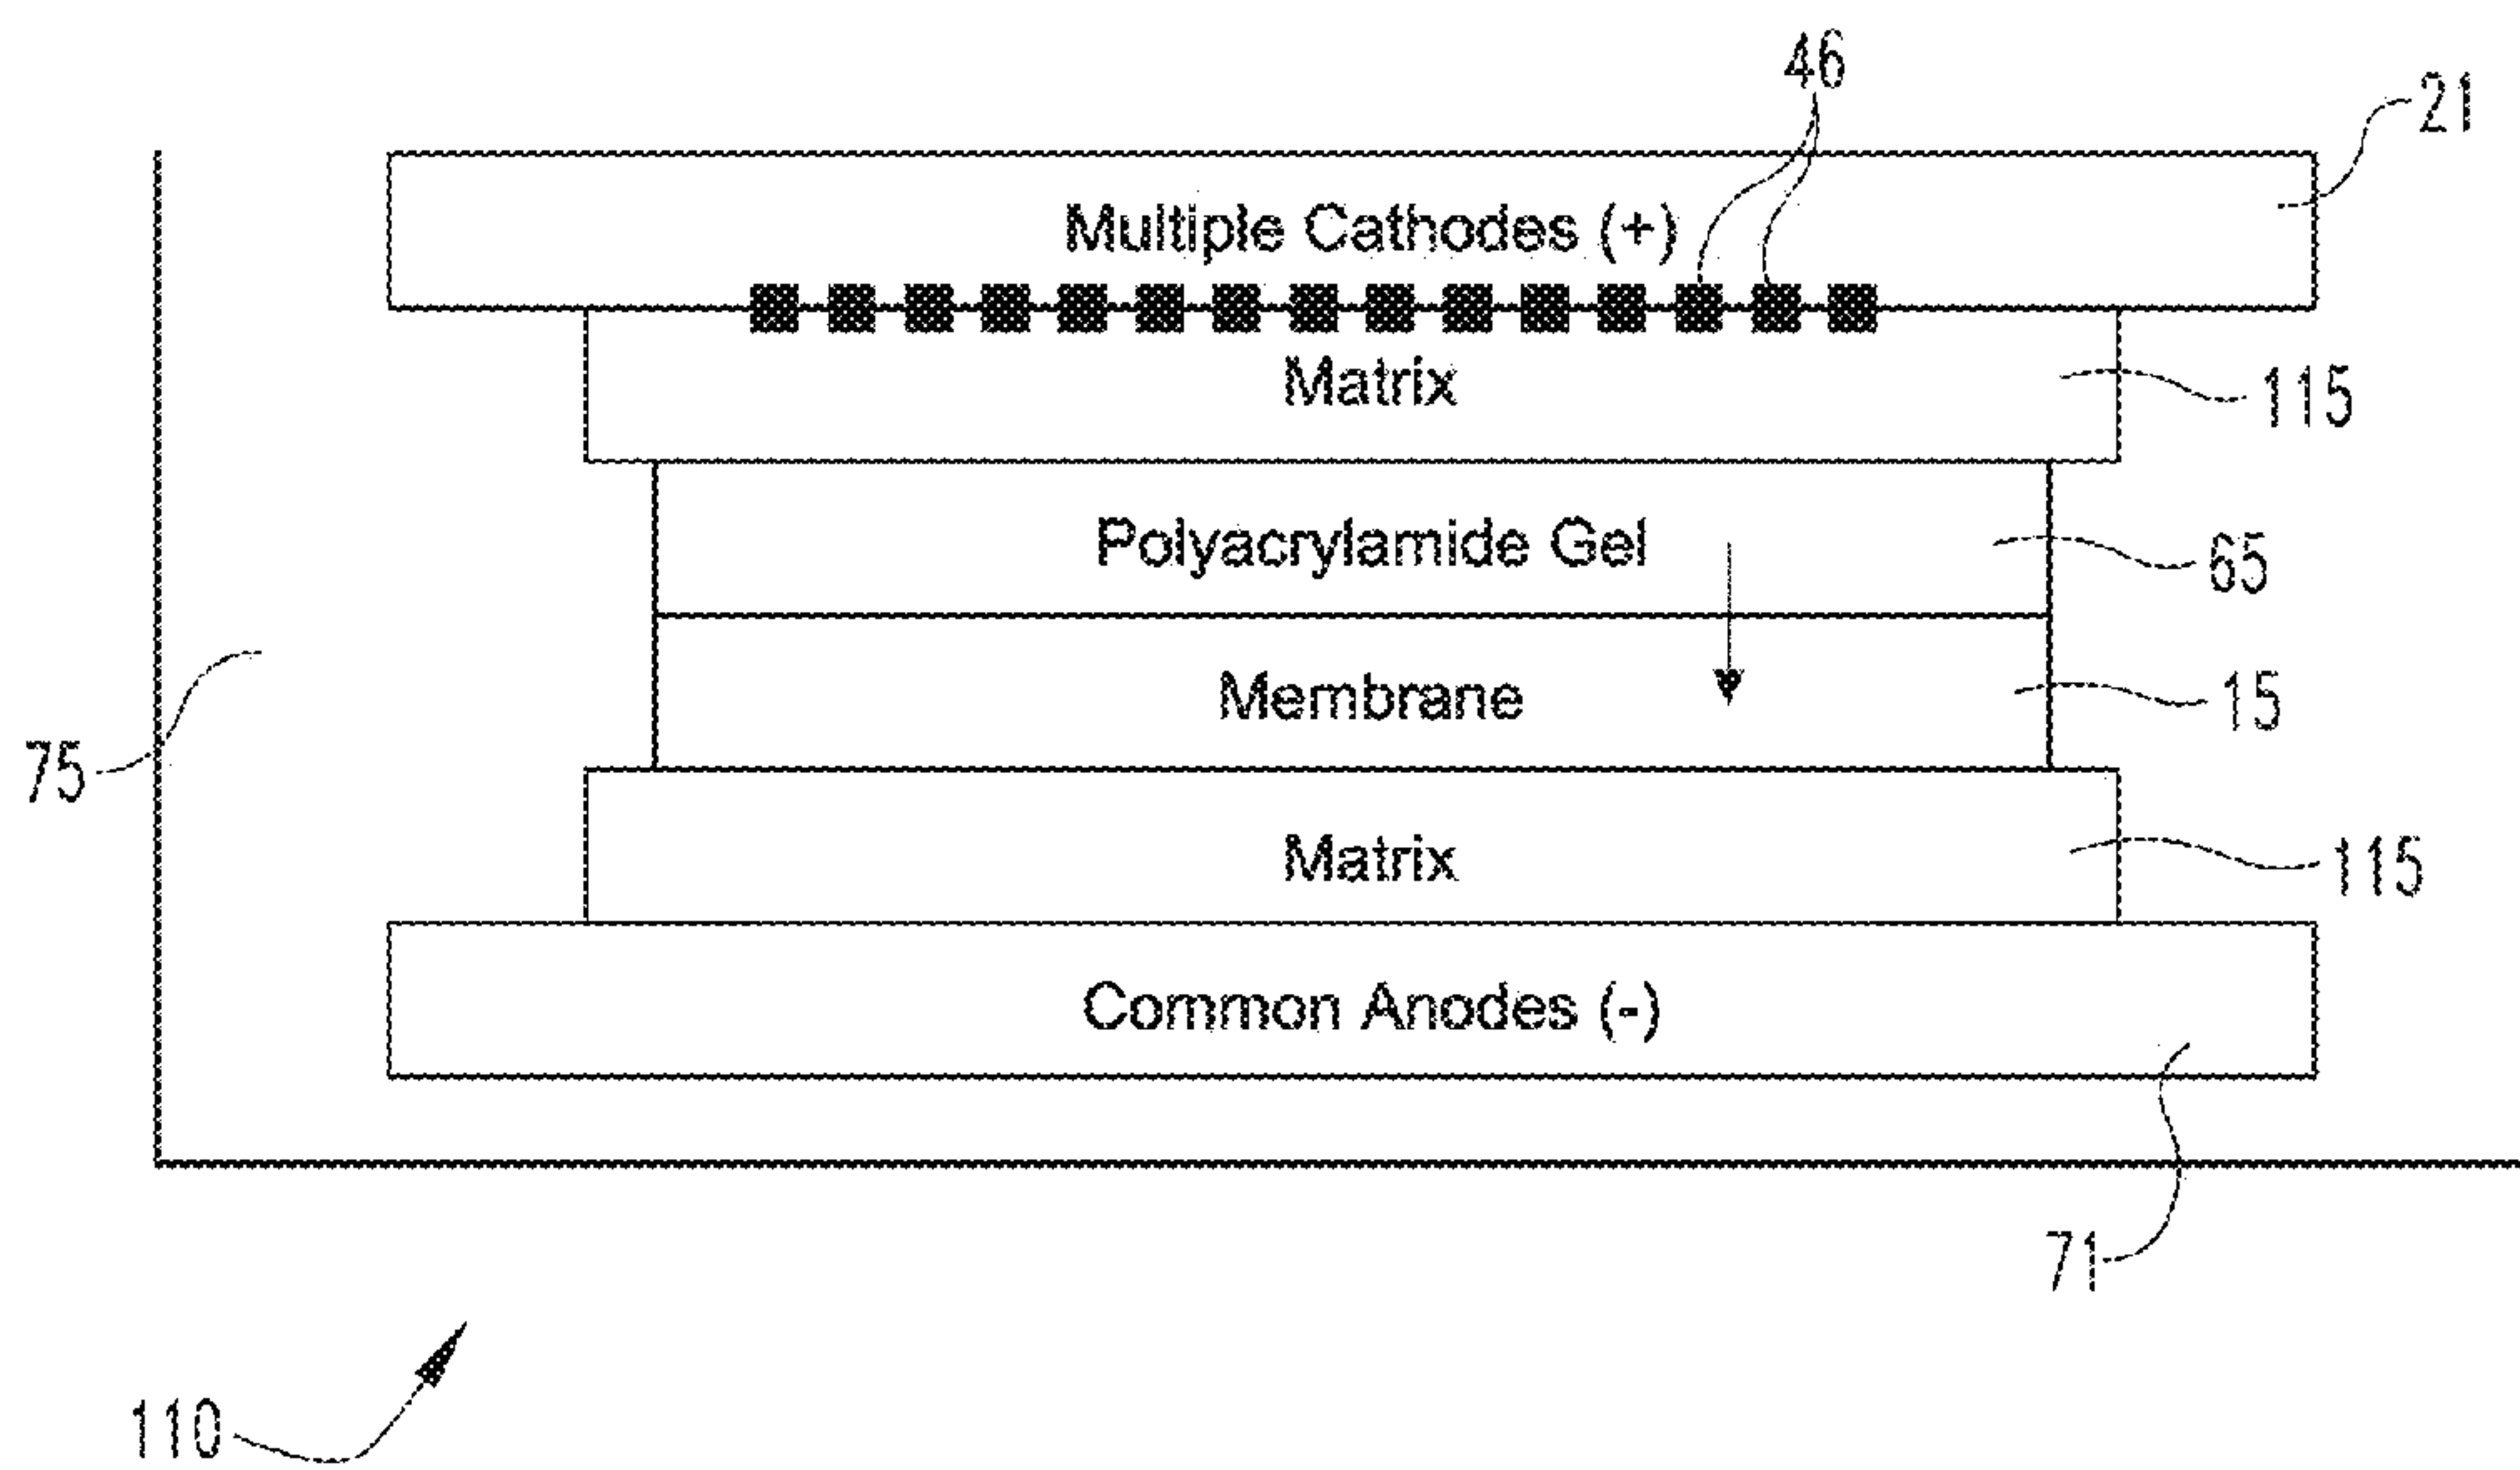 46
21
Multiple Cathodes (+)
Matrix
115
Polyacrylamide Gel
65
Membrane
15
75
Matrix
115
Common Anodes (-)
71
110